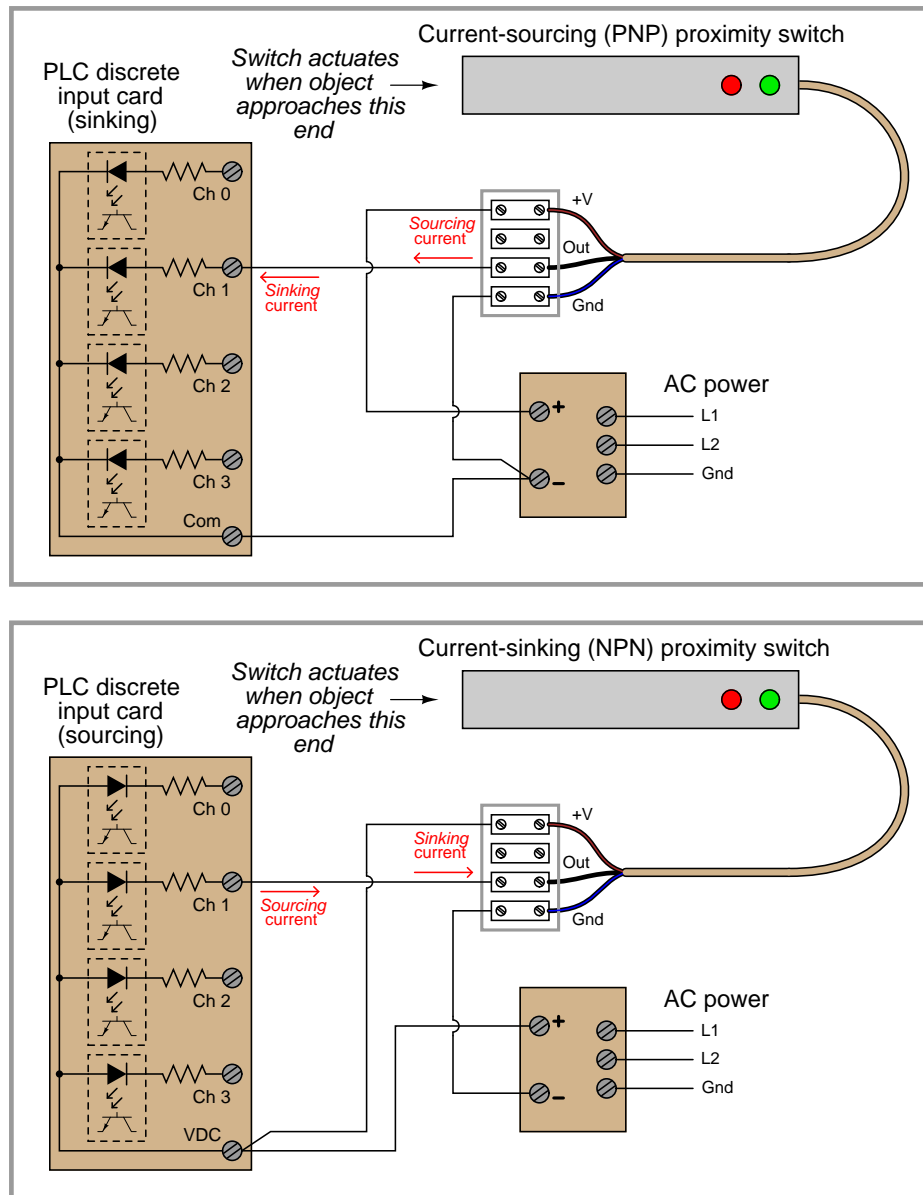 Current-sourcing (PNP) proximity switch
Switch actuates
when object
approaches this
end
PLC discrete
input card
(sinking)
Ch 0
Ch 1
Ch 2
Ch 3
Com
Sourcing
current
Sinking
current
+V
Out
Gnd
AC power
+
-
L1
L2
Gnd
Current-sinking (NPN) proximity switch
Switch actuates
when object
approaches this
end
PLC discrete
input card
(sourcing)
Ch 0
Ch 1
Ch 2
Ch 3
VDC
Sinking
current
Sourcing
current
+V
Out
Gnd
AC power
+
-
L1
L2
Gnd